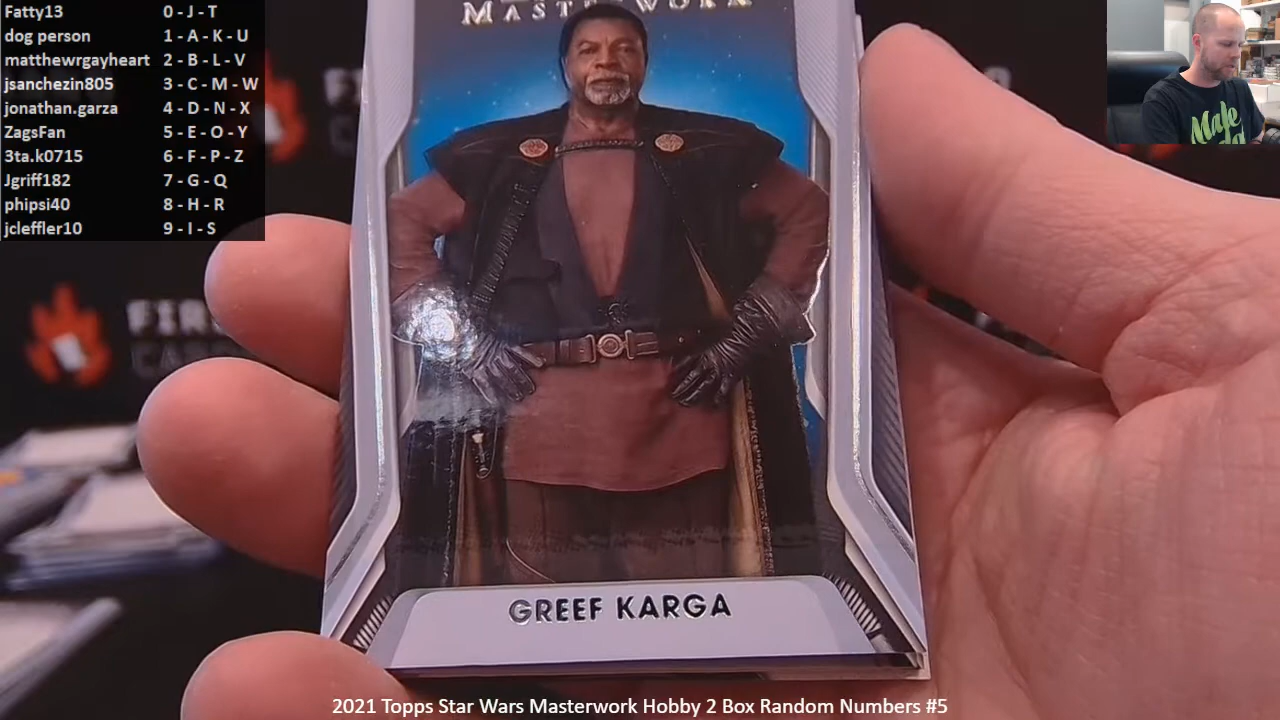 Fatty13 0 - J - T
dog person 1 - A - K - U
matthewrgayheart 2 - B - L - V
jsanchezin805 3 - C - M - W
jonathan.garza 4 - D - N - X
ZagsFan 5 - E - O - Y
3ta.k0715 6 - F - P - Z
Jgriff182 7 - G - Q
phipsi40 8 - H - R
jcleffler10 9 - I - S
MASTERWORK
GREEF KARGA
2021 Topps Star Wars Masterwork Hobby 2 Box Random Numbers #5